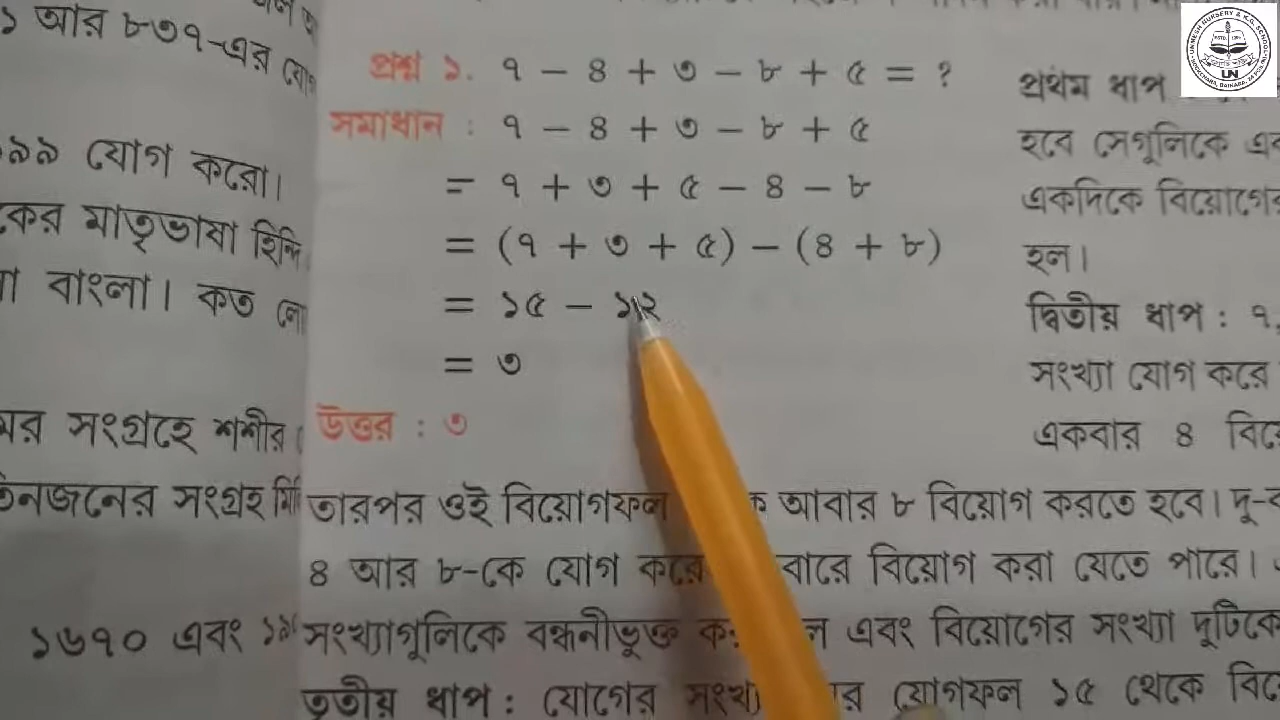 ১ আর ৮৩৭-এর
৯৯ যোগ করো।
মাতৃভাষা হিন্দি
বাংলা। কত
সংগ্রহে শশীর
সংগ্রহ
১৬৭০ এবং
প্রশ্ন ১. ৭ – ৪ + ৩ – ৮ + ৫ = ?
সমাধান : ৭ – ৪ + ৩ – ৮ + ৫
= ৭ + ৩ + ৫ – ৪ – ৮
= (৭ + ৩ + ৫) – (৪ + ৮)
= ১৫ – ১২
= ৩
উত্তর : ৩
প্রথম ধাপ
হবে সেগুলিকে
একদিকে বিয়োগের
হল।
দ্বিতীয় ধাপ : ৭,
সংখ্যা যোগ করে
একবার ৪
তারপর ওই বিয়োগফল আবার ৮ বিয়োগ করতে হবে। দু-
৪ আর ৮-কে যোগ করে বারে বিয়োগ করা যেতে পারে।
সংখ্যাগুলিকে বন্ধনীভুক্ত এবং বিয়োগের সংখ্যা দুটিকে
তৃতীয় ধাপ : যোগের যোগফল ১৫ থেকে